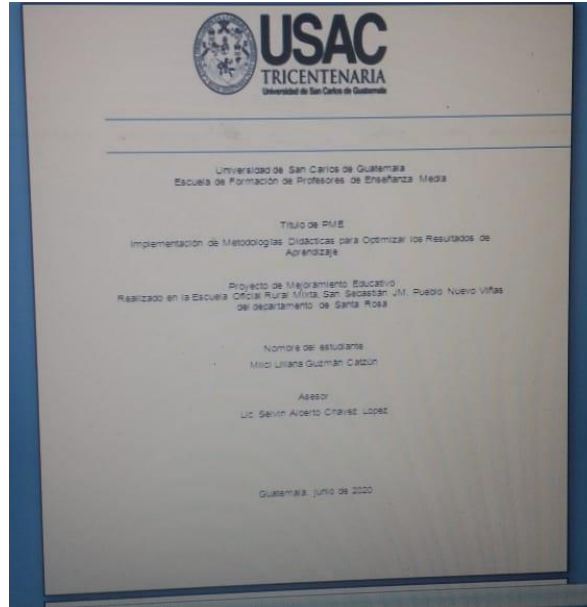 USAC
TRICENTENARIA
Universidad de San Carlos de Guatemala
Universidad de San Carlos de Guatemala
Escuela de Formación de Profesores de Enseñanza Media
Título de PME
Implementación de Metodologías Didácticas para Optimizar los Resultados de
Aprendizaje
Proyecto de Mejoramiento Educativo
Realizado en la Escuela Oficial Rural Mixta, San Sebastián JM, Pueblo Nuevo Viñas
del departamento de Santa Rosa
Nombre del estudiante
Liliana Guzmán Catzún
Asesor
Lic. Selvin Alberto Chavez Lopez
Guatemala, junio de 2020